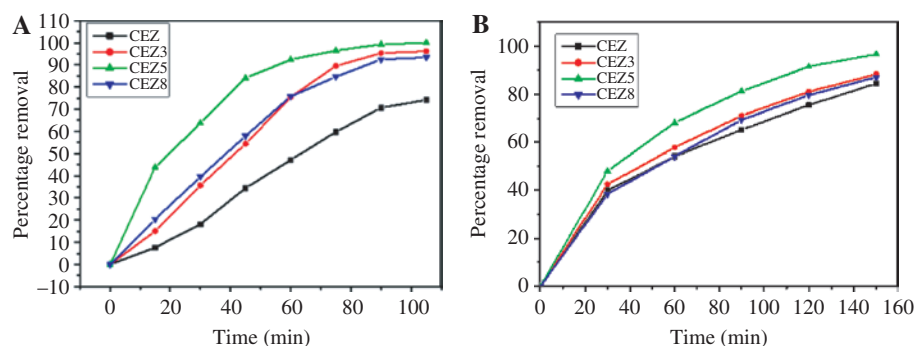 A
CEZ
CEZ3
CEZ5
CEZ8
Percentage removal
110
100
90
80
70
60
50
40
30
20
10
0
−10
0 20 40 60 80 100
Time (min)
B
CEZ
CEZ3
CEZ5
CEZ8
Percentage removal
100
80
60
40
20
0
0 20 40 60 80 100 120 140 160
Time (min)